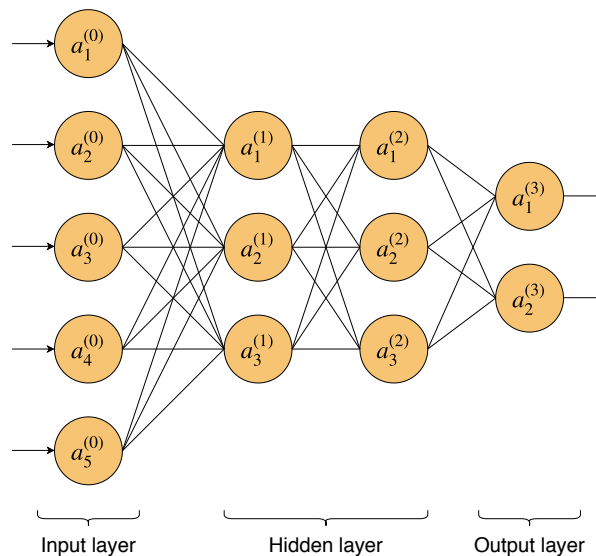 a_1^{(0)}
a_2^{(0)}
a_3^{(0)}
a_4^{(0)}
a_5^{(0)}
a_1^{(1)}
a_2^{(1)}
a_3^{(1)}
a_1^{(2)}
a_2^{(2)}
a_3^{(2)}
a_1^{(3)}
a_2^{(3)}
Input layer
Hidden layer
Output layer